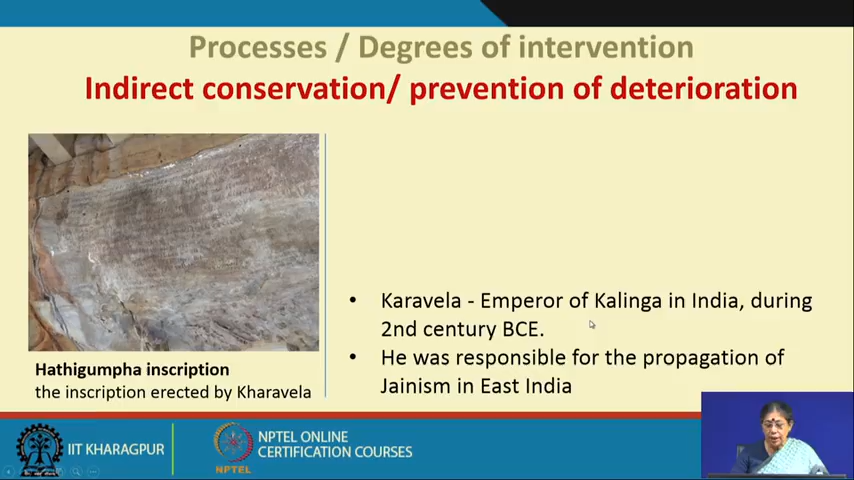 Processes / Degrees of intervention
Indirect conservation/ prevention of deterioration
• Karavela - Emperor of Kalinga in India, during
2nd century BCE.
• He was responsible for the propagation of
Jainism in East India
Hathigumpha inscription
the inscription erected by Kharavela
IIT KHARAGPUR
NPTEL
NPTEL ONLINE
CERTIFICATION COURSES